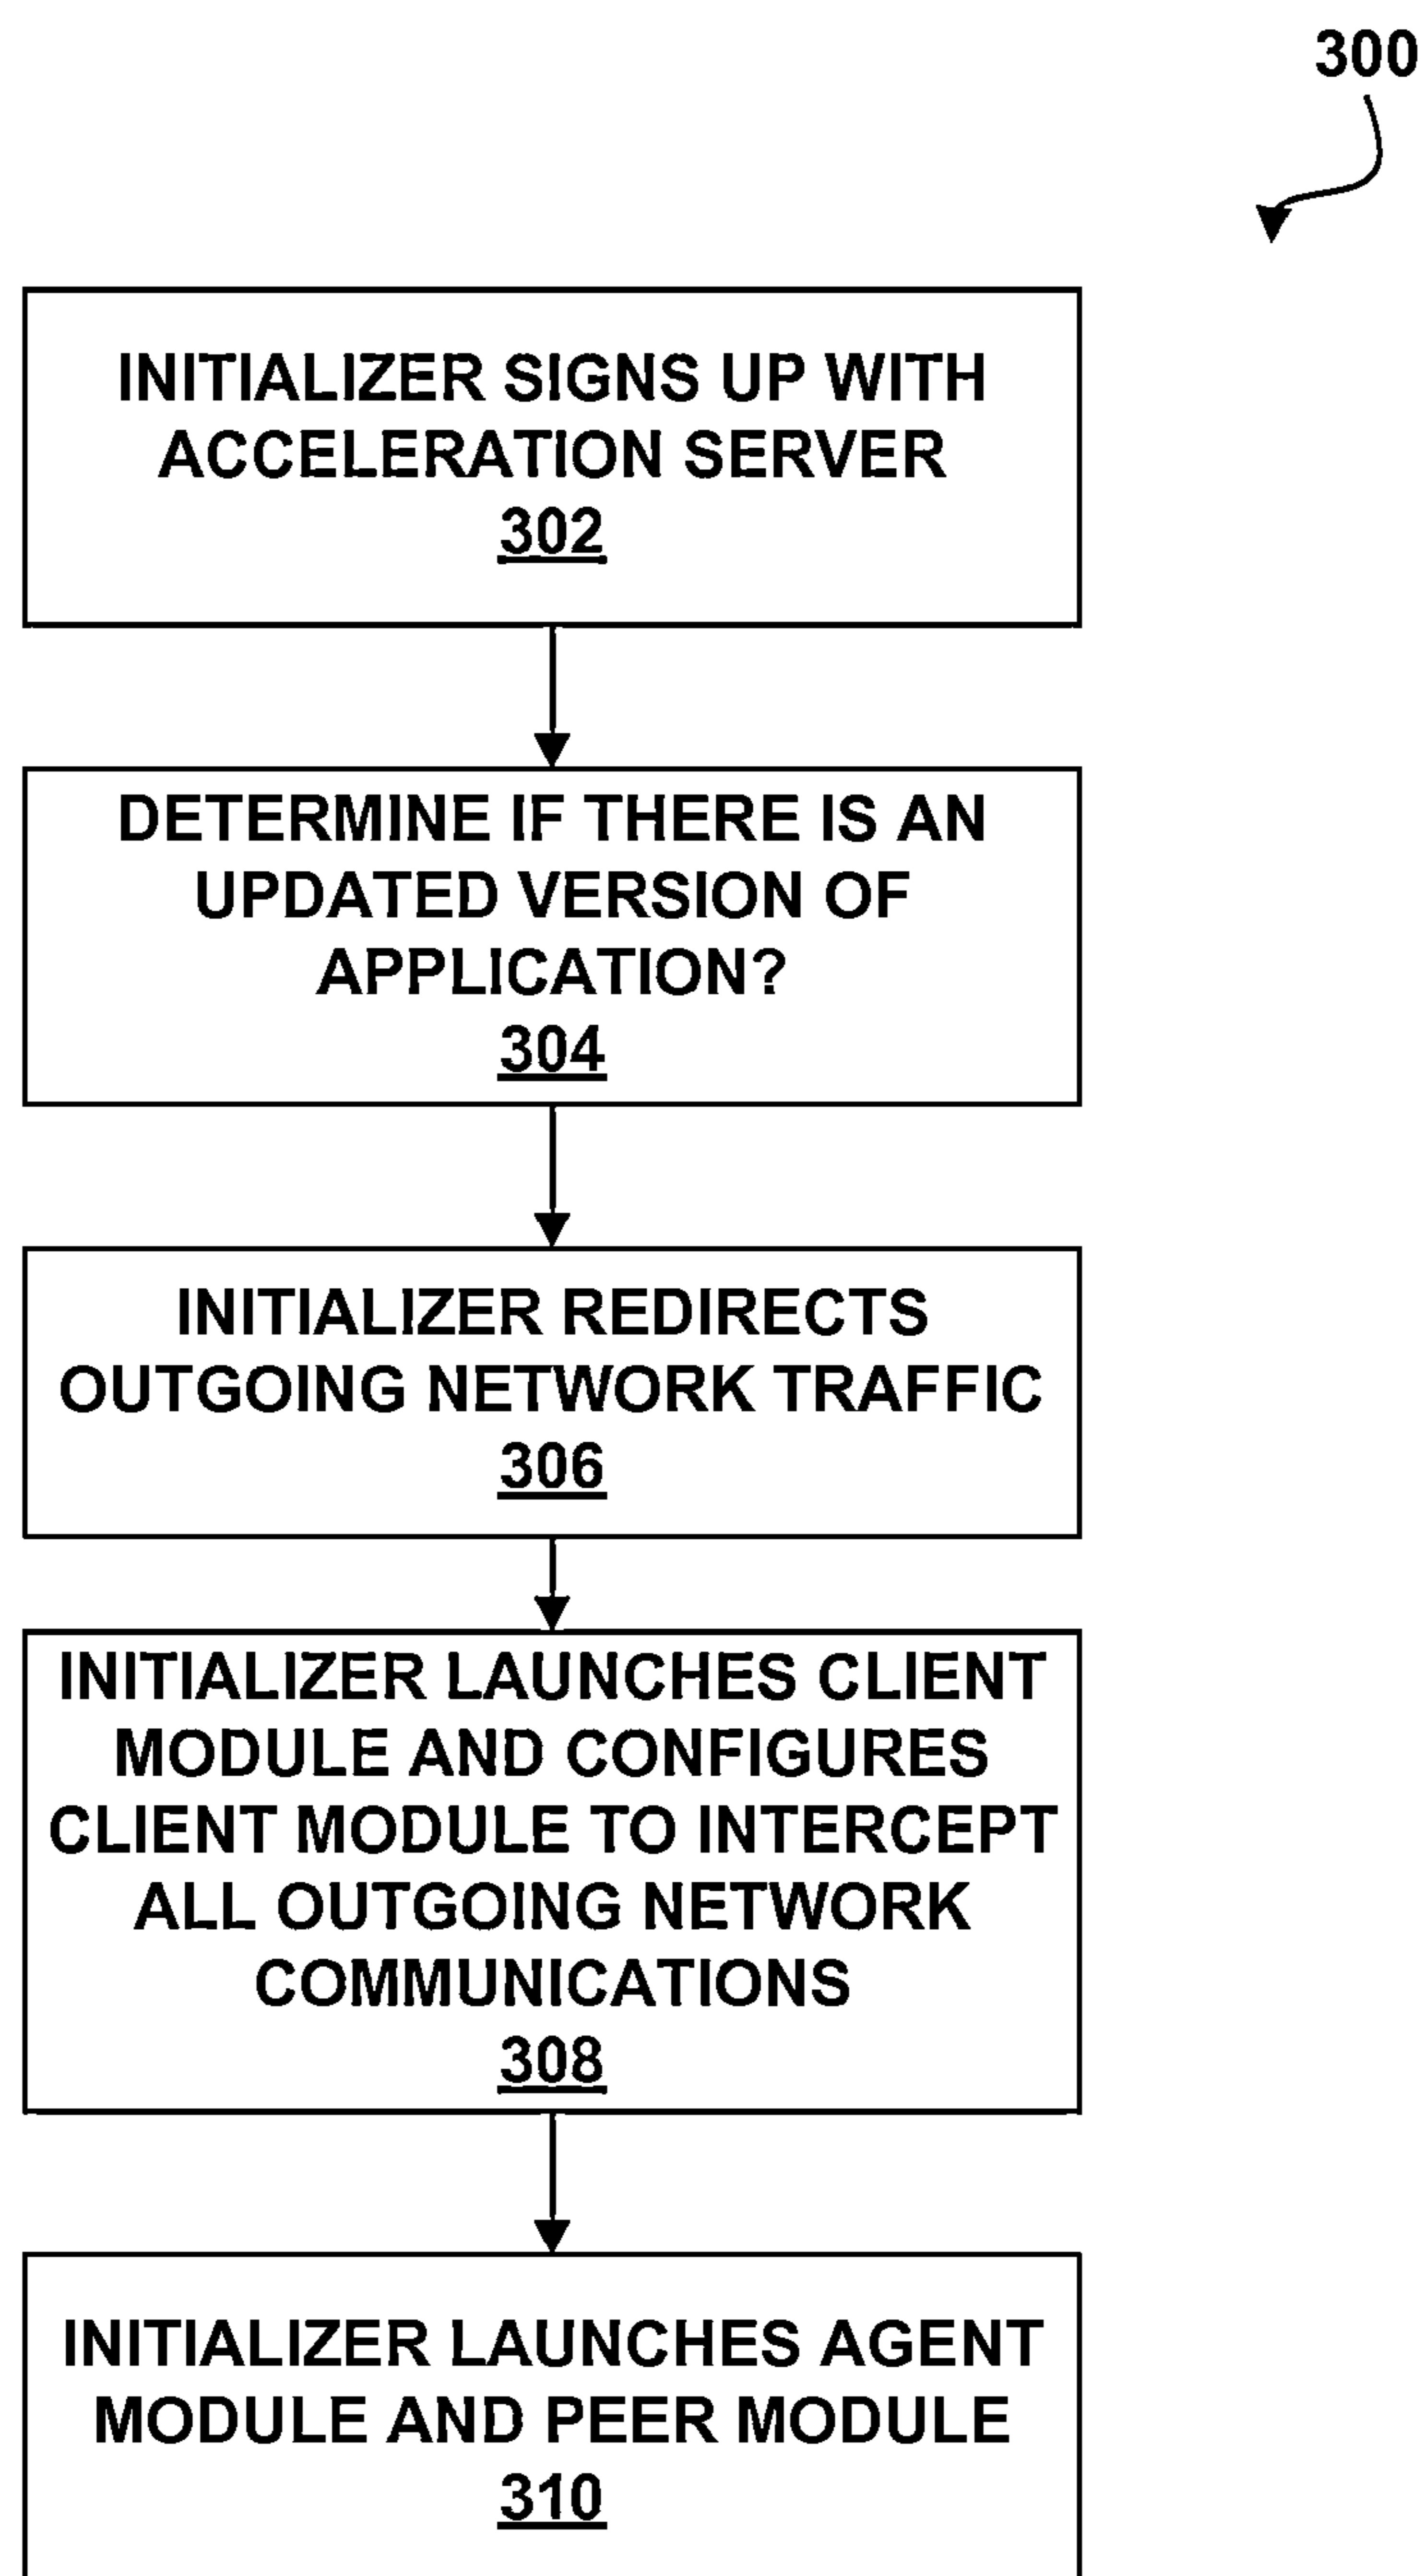 300
INITIALIZER SIGNS UP WITH
ACCELERATION SERVER
302
DETERMINE IF THERE IS AN
UPDATED VERSION OF
APPLICATION?
304
INITIALIZER REDIRECTS
OUTGOING NETWORK TRAFFIC
306
INITIALIZER LAUNCHES CLIENT
MODULE AND CONFIGURES
CLIENT MODULE TO INTERCEPT
ALL OUTGOING NETWORK
COMMUNICATIONS
308
INITIALIZER LAUNCHES AGENT
MODULE AND PEER MODULE
310